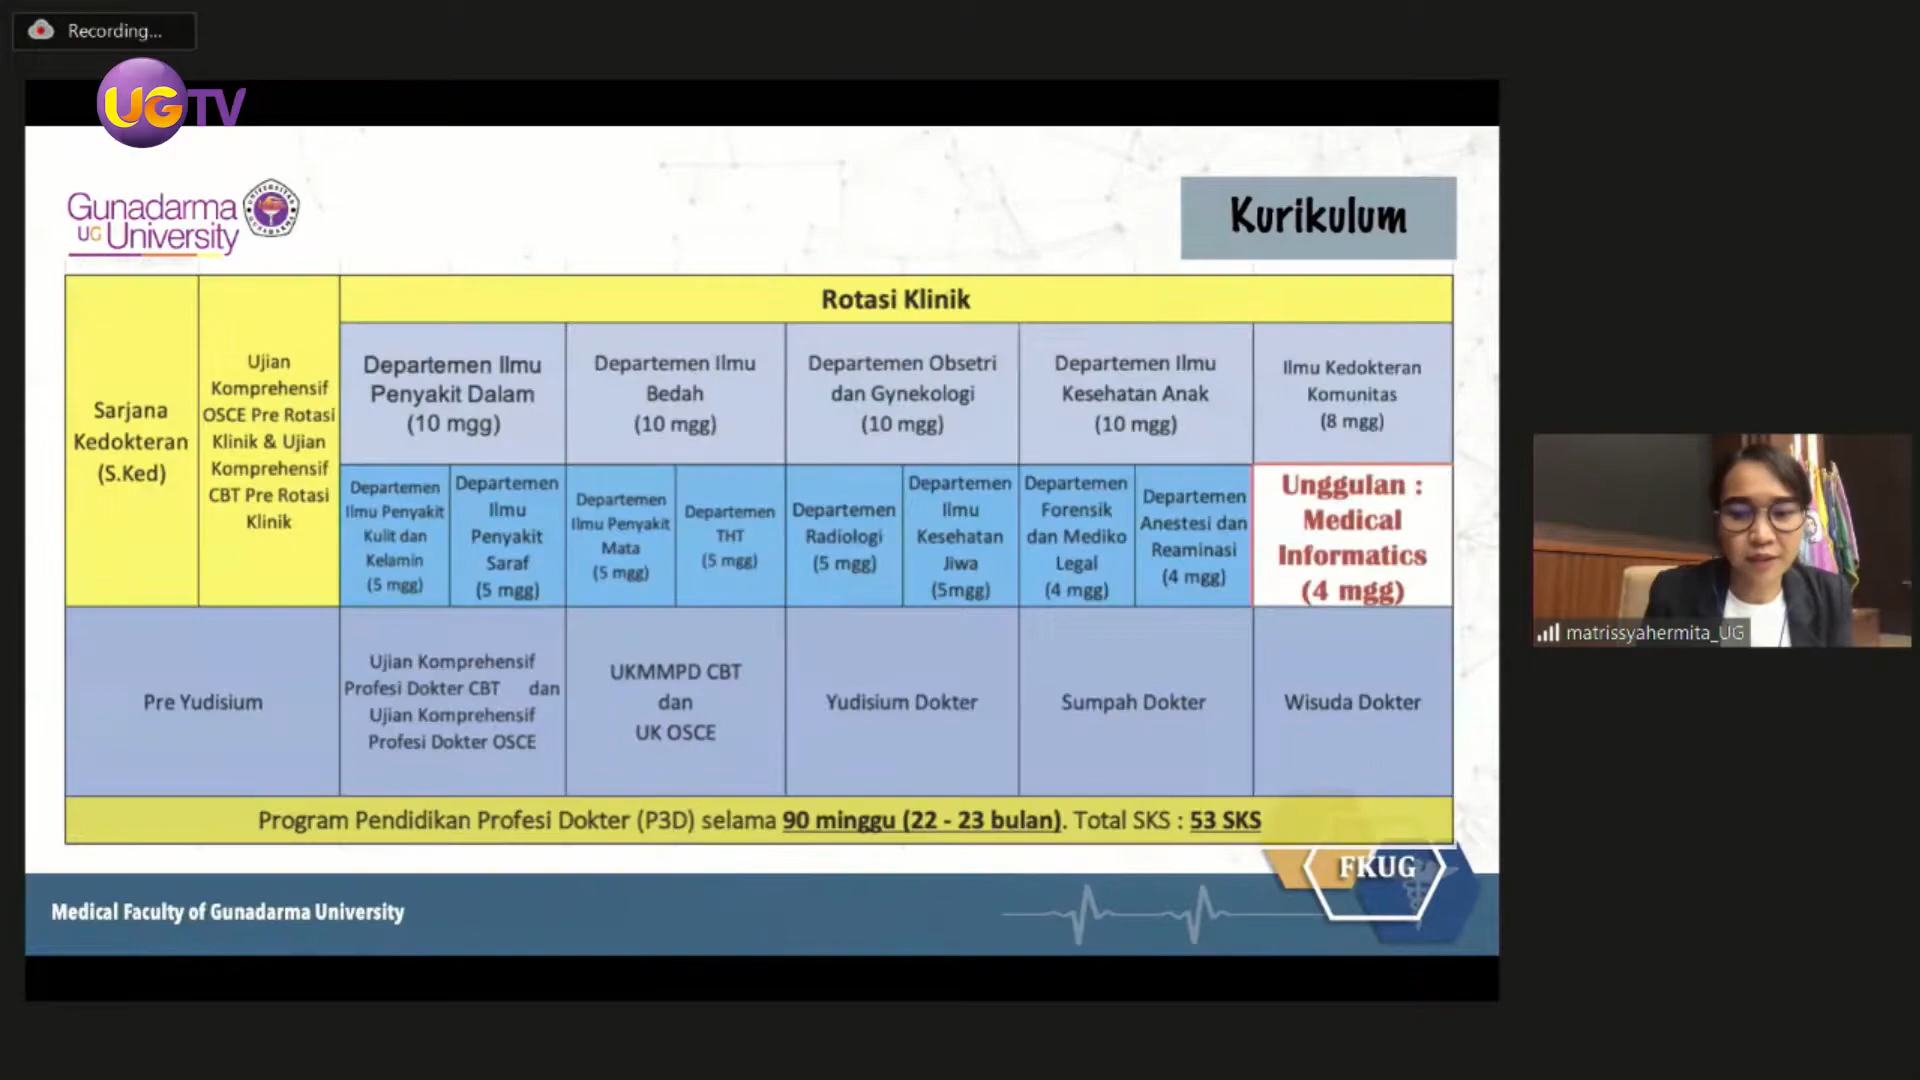 Recording...
UGTV
Gunadarma
UG University
Kurikulum
Rotasi Klinik
Sarjana
Kedokteran
(S.Ked)
Ujian
Komprehensif
OSCE Pre Rotasi
Klinik & Ujian
Komprehensif
CBT Pre Rotasi
Klinik
Departemen Ilmu
Penyakit Dalam
(10 mgg)
Departemen Ilmu
Bedah
(10 mgg)
Departemen Obsetri
dan Gynekologi
(10 mgg)
Departemen Ilmu
Kesehatan Anak
(10 mgg)
Ilmu Kedokteran
Komunitas
(8 mgg)
Departemen
Ilmu Penyakit
Kulit dan
Kelamin
(5 mgg)
Departemen
Ilmu
Penyakit
Saraf
(5 mgg)
Departemen
Ilmu Penyakit
Mata
(5 mgg)
Departemen
THT
(5 mgg)
Departemen
Radiologi
(5 mgg)
Departemen
Ilmu
Kesehatan
Jiwa
(5mgg)
Departemen
Forensik
dan Mediko
Legal
(4 mgg)
Departemen
Anestesi dan
Reaminasi
(4 mgg)
Unggulan :
Medical
Informatics
(4 mgg)
Pre Yudisium
Ujian Komprehensif
Profesi Dokter CBT dan
Ujian Komprehensif
Profesi Dokter OSCE
UKMMPD CBT
dan
UK OSCE
Yudisium Dokter
Sumpah Dokter
Wisuda Dokter
Program Pendidikan Profesi Dokter (P3D) selama 90 minggu (22 - 23 bulan). Total SKS : 53 SKS
FKUG
Medical Faculty of Gunadarma University
matrissyahermita_UG